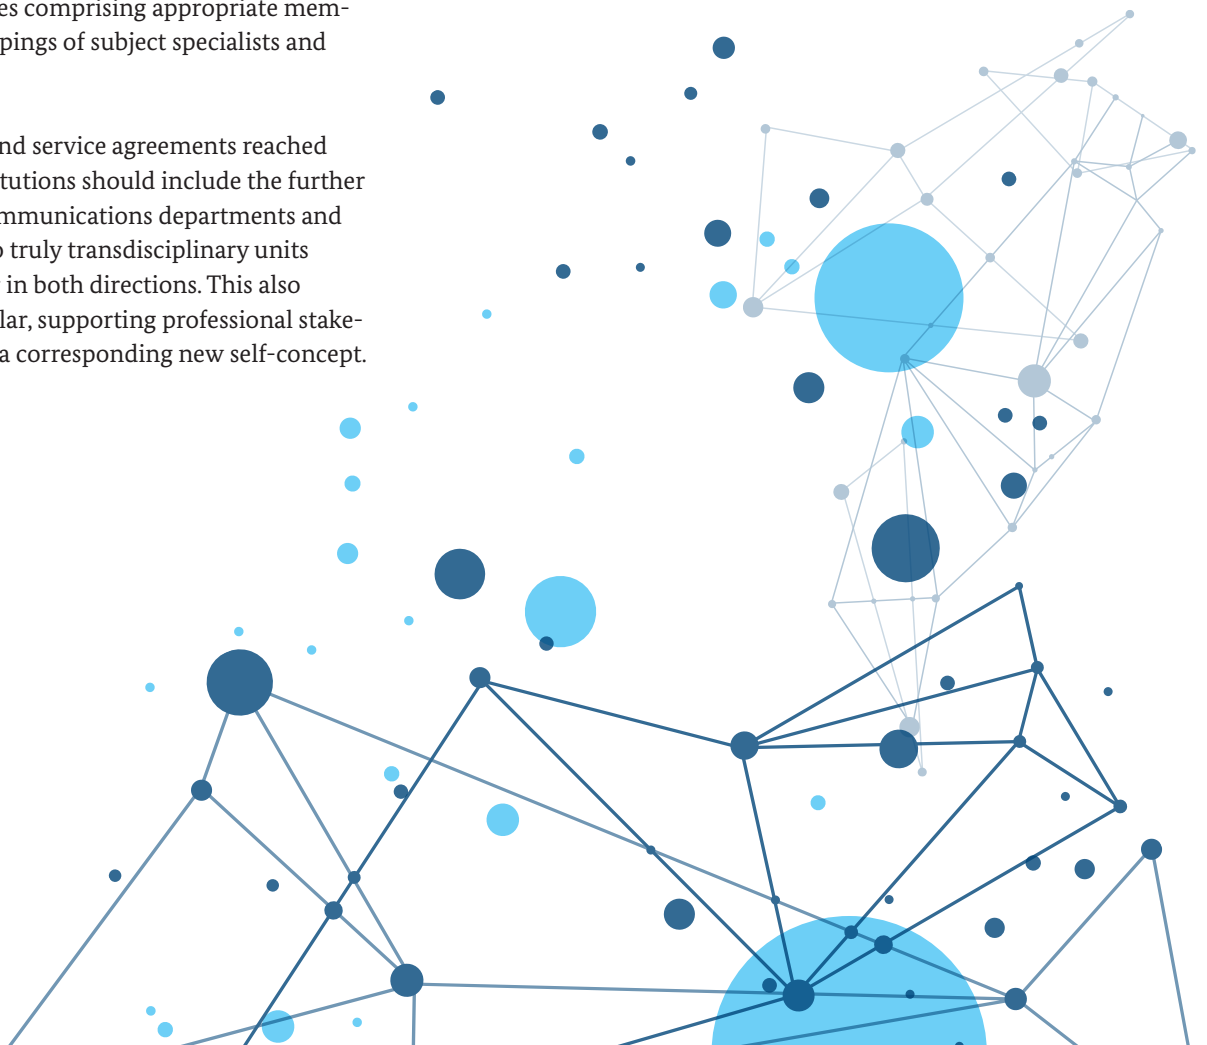 es comprising appropriate mem-
pings of subject specialists and
nd service agreements reached
tutions should include the further
mmunications departments and
o truly transdisciplinary units
in both directions. This also
lar, supporting professional stake-
a corresponding new self-concept.